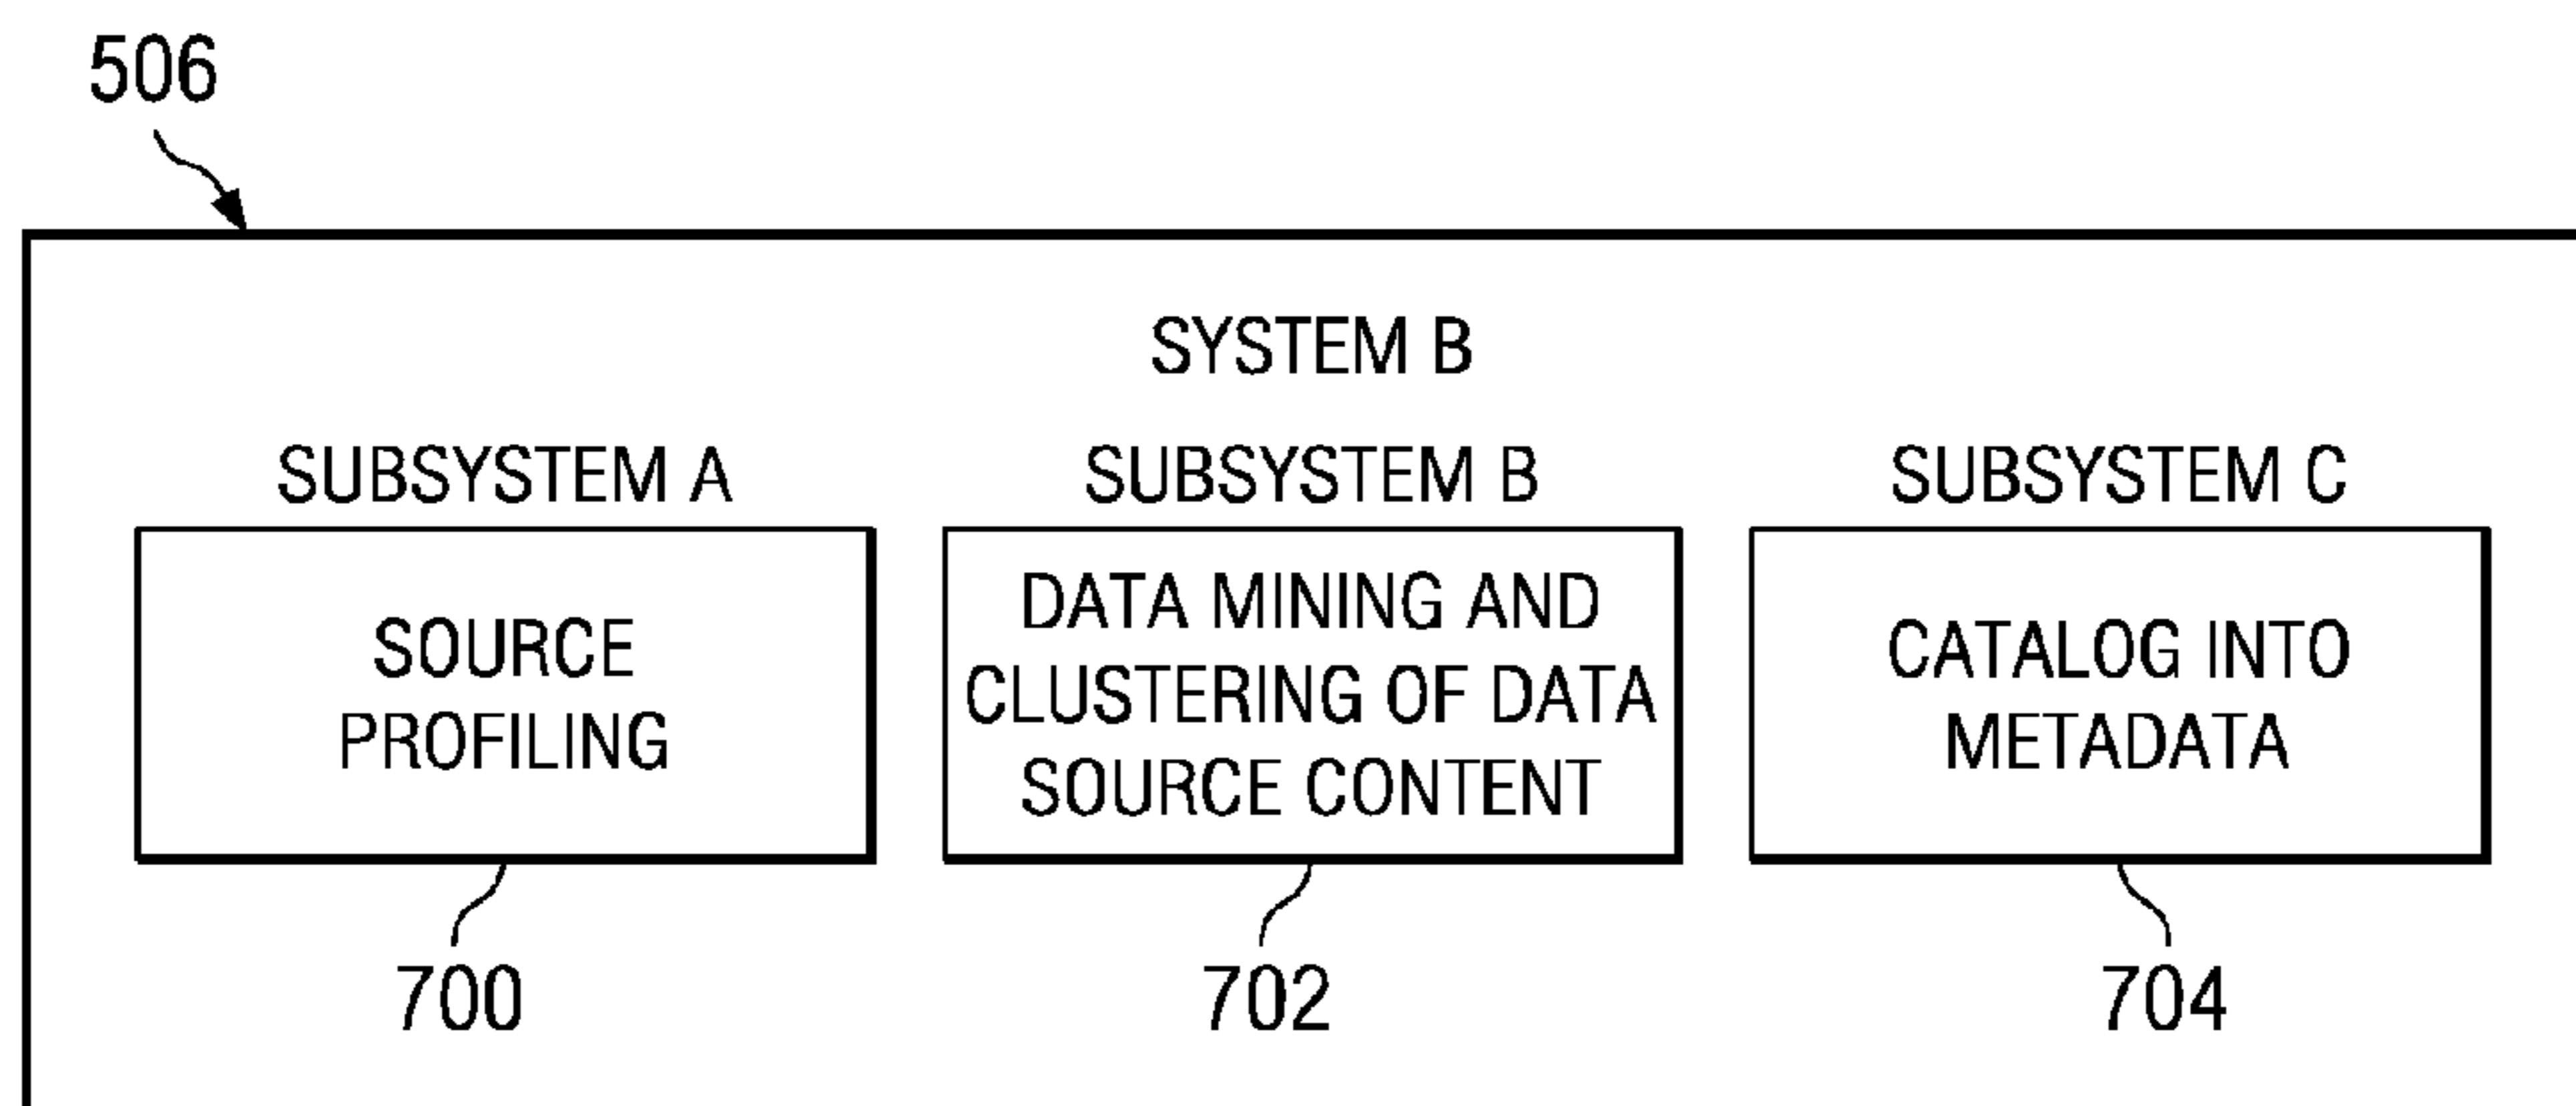 506
SYSTEM B
SUBSYSTEM A
SOURCE
PROFILING
700
SUBSYSTEM B
DATA MINING AND
CLUSTERING OF DATA
SOURCE CONTENT
702
SUBSYSTEM C
CATALOG INTO
METADATA
704